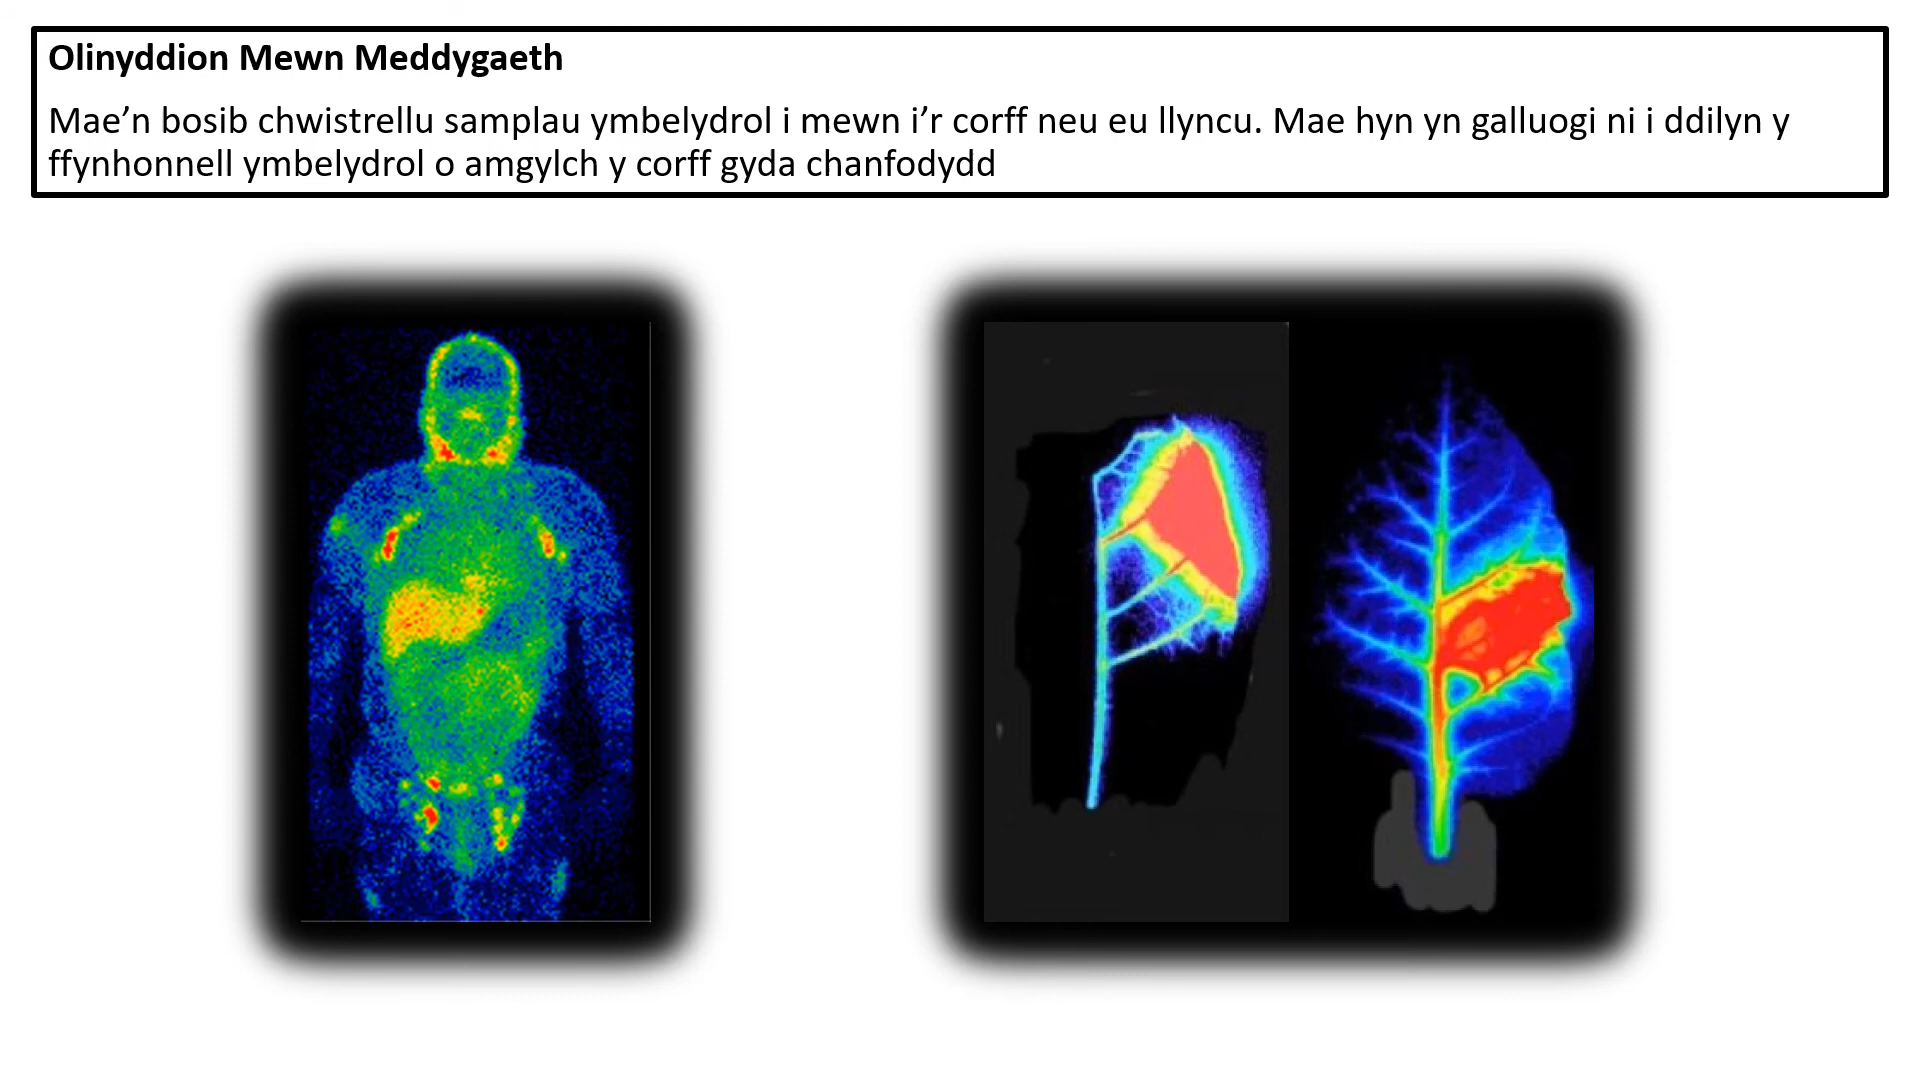 Olinyddion Mewn Meddygaeth
Mae’n bosib chwistrellu samplau ymbelydrol i mewn i’r corff neu eu llyncu. Mae hyn yn galluogi ni i ddilyn y
ffynhonnell ymbelydrol o amgylch y corff gyda chanfodydd